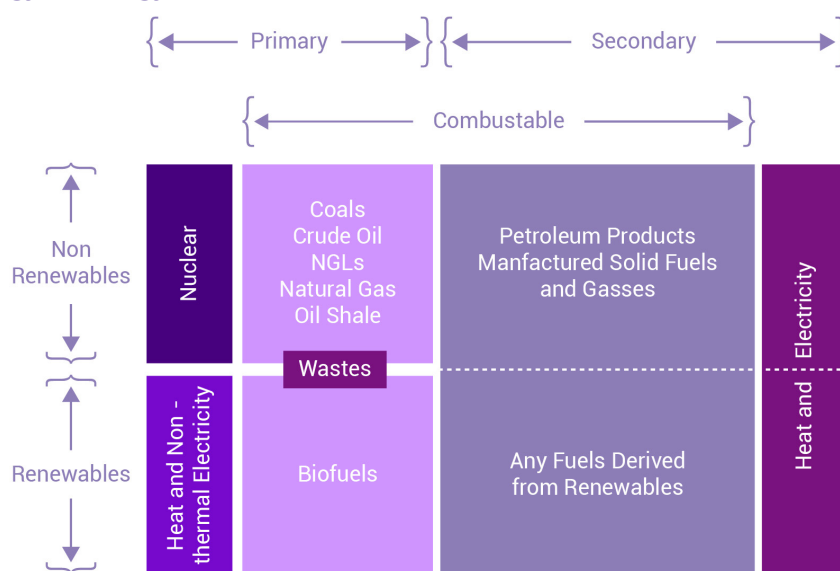 Primary
Secondary
Combustable
Non
Renewables
Nuclear
Coals
Crude Oil
NGLs
Natural Gas
Oil Shale
Petroleum Products
Manfactured Solid Fuels
and Gasses
Heat and Electricity
Wastes
Renewables
Heat and Non -
thermal Electricity
Biofuels
Any Fuels Derived
from Renewables